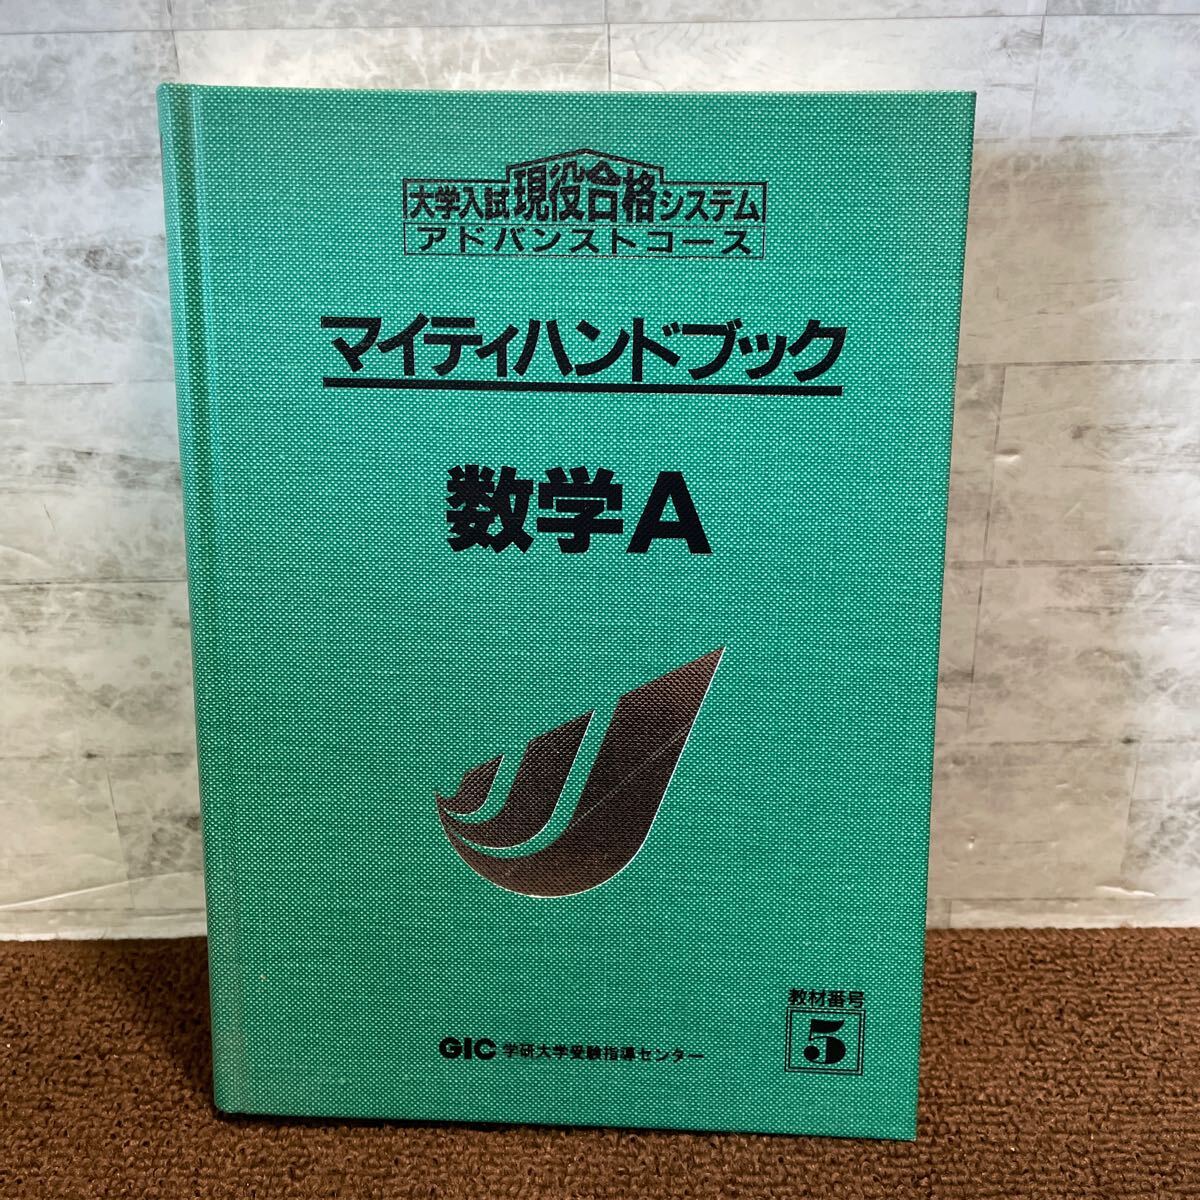 大学入試現役合格システム
アドバンストコース
マイティハンドブック
数学A
教材番号
5
GIC 学研大学受験指導センター